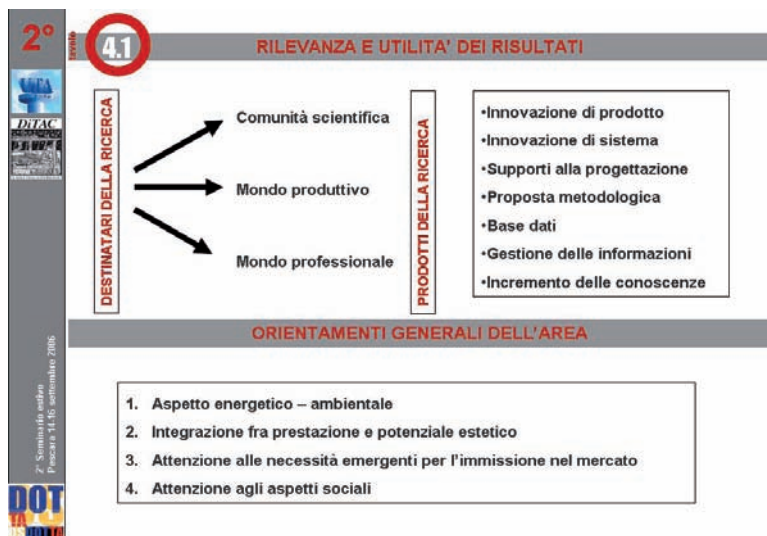 2°
tavolo
4.1
RILEVANZA E UTILITA' DEI RISULTATI
DiTAC
DESTINATARI DELLA RICERCA
Comunità scientifica
Mondo produttivo
Mondo professionale
PRODOTTI DELLA RICERCA
•Innovazione di prodotto
•Innovazione di sistema
•Supporti alla progettazione
•Proposta metodologica
•Base dati
•Gestione delle informazioni
•Incremento delle conoscenze
ORIENTAMENTI GENERALI DELL'AREA
1. Aspetto energetico – ambientale
2. Integrazione fra prestazione e potenziale estetico
3. Attenzione alle necessità emergenti per l'immissione nel mercato
4. Attenzione agli aspetti sociali
2° Seminario estivo
Pescara 14-16 settembre 2006
DOT
TA